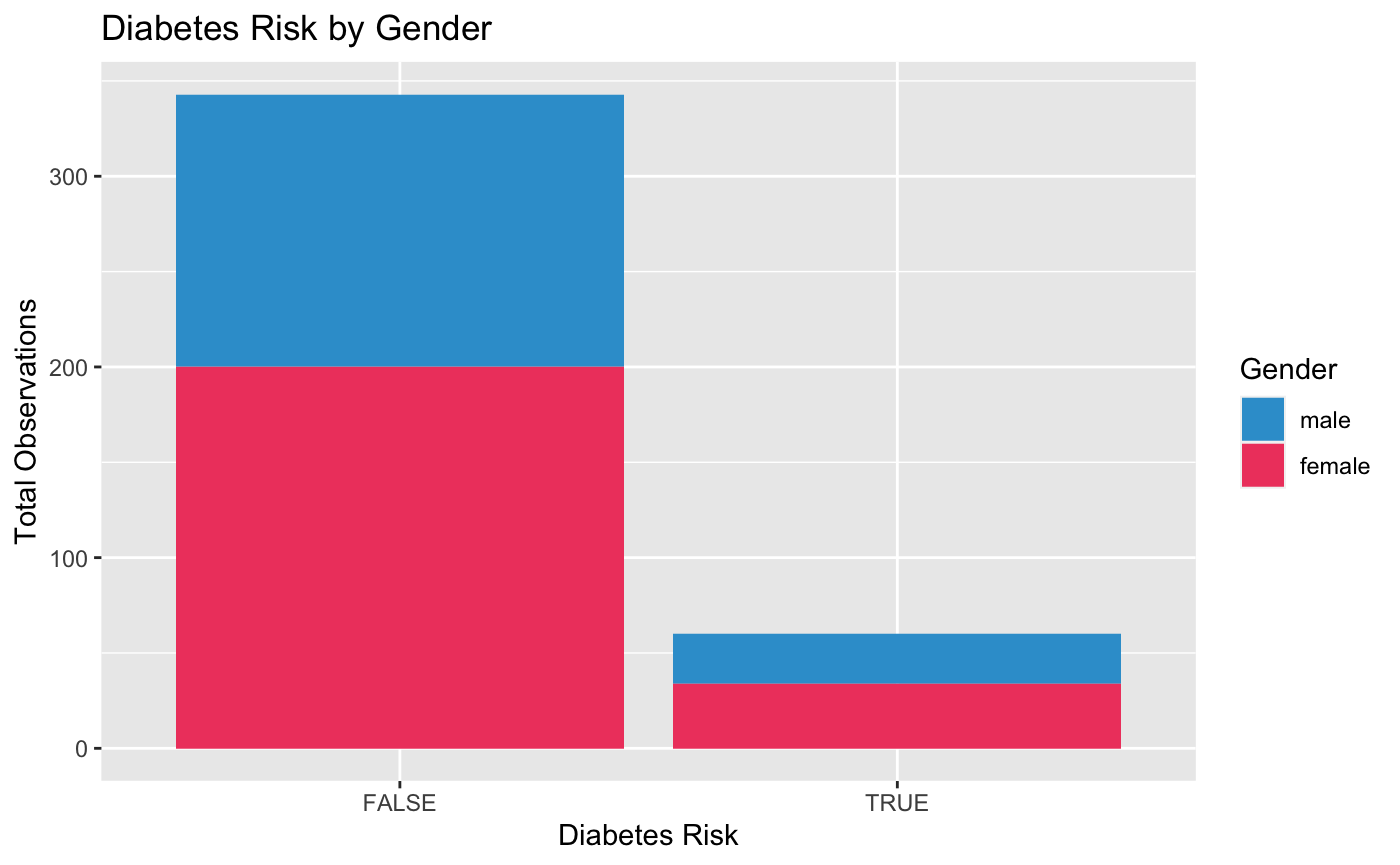 Diabetes Risk by Gender
Total Observations
300
200
100
0
FALSE
TRUE
Diabetes Risk
Gender
male
female